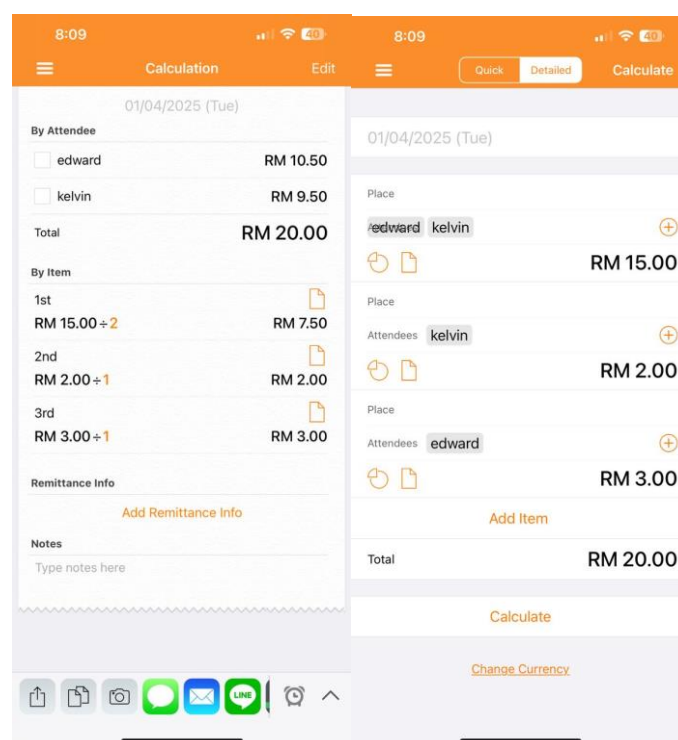 8:09
40
Calculation
Edit
01/04/2025 (Tue)
By Attendee
edward RM 10.50
kelvin RM 9.50
Total RM 20.00
By Item
1st
RM 15.00÷2 RM 7.50
2nd
RM 2.00÷1 RM 2.00
3rd
RM 3.00÷1 RM 3.00
Remittance Info
Add Remittance Info
Notes
Type notes here
LINE
8:09
40
Quick Detailed Calculate
01/04/2025 (Tue)
Place
edward kelvin
RM 15.00
Place
Attendees kelvin
RM 2.00
Place
Attendees edward
RM 3.00
Add Item
Total RM 20.00
Calculate
Change Currency